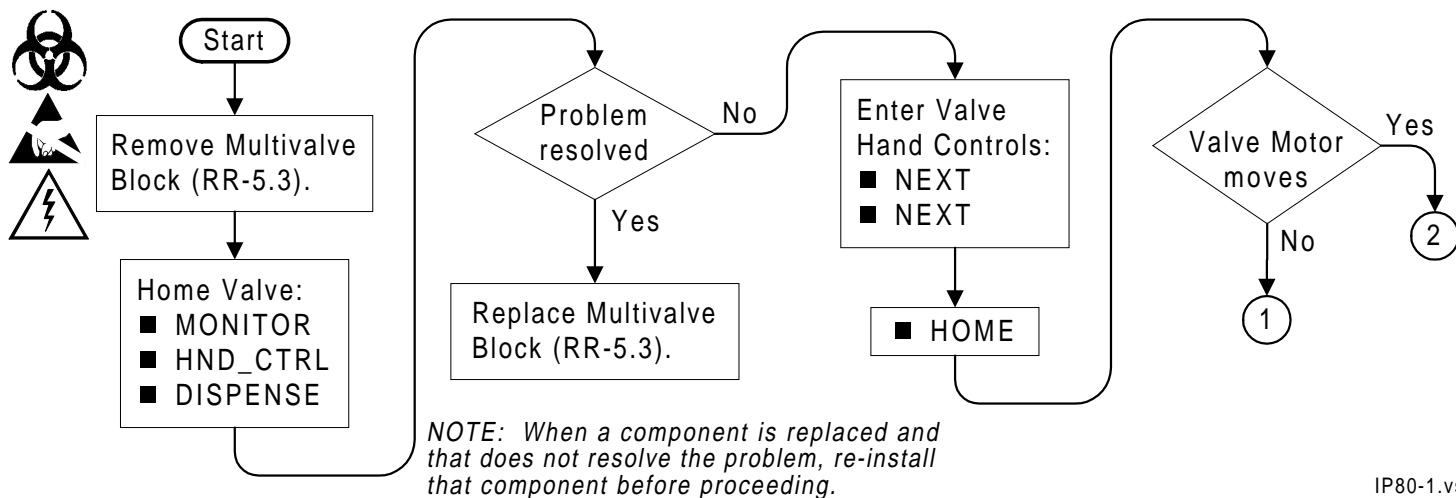 Start
Remove Multivalve
Block (RR-5.3).
Home Valve:
■ MONITOR
■ HND_CTRL
■ DISPENSE
Problem
resolved
No
Yes
Replace Multivalve
Block (RR-5.3).
Enter Valve
Hand Controls:
■ NEXT
■ NEXT
■ HOME
Valve Motor
moves
Yes
2
No
1
NOTE: When a component is replaced and
that does not resolve the problem, re-install
that component before proceeding.